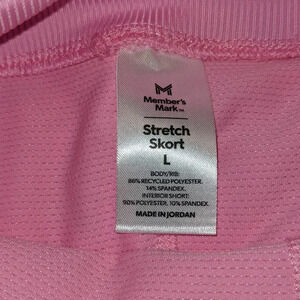 Member's
Mark™
Stretch
Skort
L
BODY/RIB:
86% RECYCLED POLYESTER,
14% SPANDEX.
INTERIOR SHORT:
90% POLYESTER, 10% SPANDEX.
MADE IN JORDAN